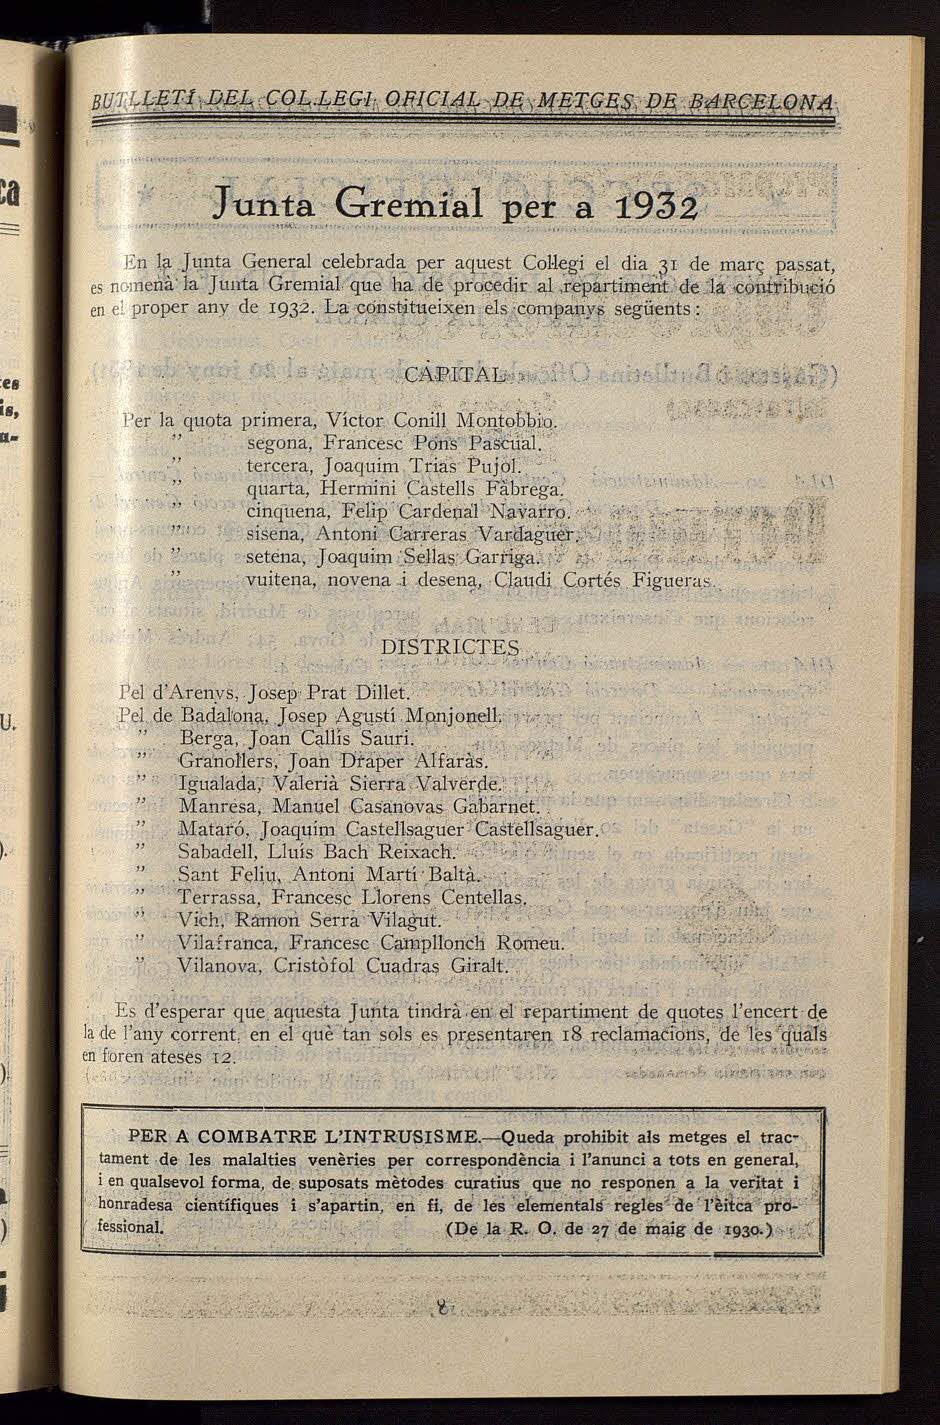 BUTLLETÍ DEL COL.LEGI OFICIAL DE METGES DE BARCELONA
Junta Gremial per a 1932
En la Junta General celebrada per aquest Col·legi el dia 31 de març passat,
es nomenà la Junta Gremial que ha de procedir al repartiment de la contribució
en el proper any de 1932. La constitueixen els companys següents:
CAPITAL
Per la quota primera, Víctor Conill Montobbio.
” segona, Francesc Pons Pascual.
” tercera, Joaquim Trias Pujol.
” quarta, Hermini Castells Fàbrega.
” cinquena, Felip Cardenal Navarro.
” sisena, Antoni Carreras Vardaguer.
” setena, Joaquim Sellas Garriga.
” vuitena, novena i desena, Claudi Cortés Figueras.
DISTRICTES
Pel d’Arenys, Josep Prat Dillet.
Pel de Badalona, Josep Agustí Monjonell.
” Berga, Joan Callís Sauri.
” Granollers, Joan Draper Alfaràs.
” Igualada, Valerià Sierra Valverde.
” Manresa, Manuel Casanovas Gabarnet.
” Mataró, Joaquim Castellsaguer Castellsaguer.
” Sabadell, Lluís Bach Reixach.
” Sant Feliu, Antoni Martí Baltà.
” Terrassa, Francesc Llorens Centellas.
” Vich, Ramon Serra Vilagut.
” Vilafranca, Francesc Campllonch Romeu.
” Vilanova, Cristòfol Cuadras Giralt.
Es d’esperar que aquesta Junta tindrà en el repartiment de quotes l’encert de
la de l’any corrent, en el què tan sols es presentaren 18 reclamacions, de les quals
en foren ateses 12.
PER A COMBATRE L’INTRUSISME.—Queda prohibit als metges el trac-
tament de les malalties venèries per correspondència i l’anunci a tots en general,
i en qualsevol forma, de suposats mètodes curatius que no responen a la veritat i
honradesa científiques i s’apartin, en fi, de les elementals regles de l’èitca pro-
fessional. (De la R. O. de 27 de maig de 1930.)
8